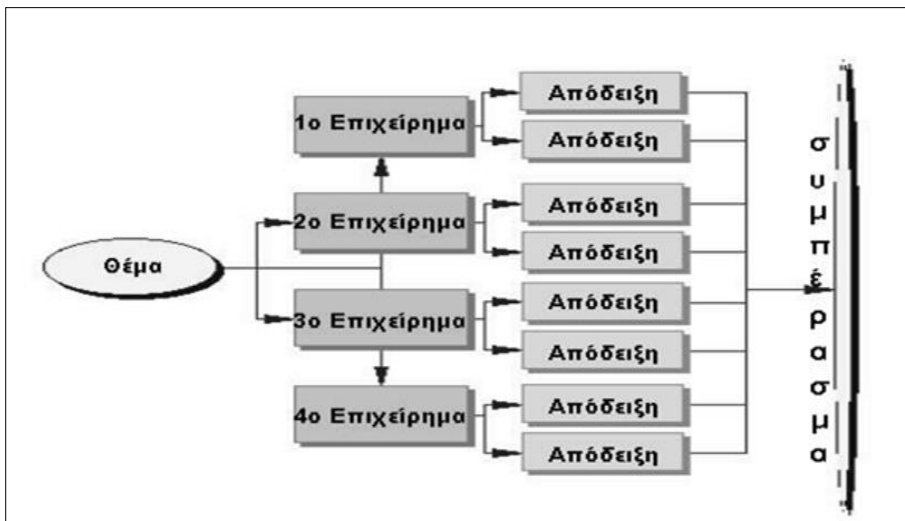 Θέμα
1ο Επιχείρημα
Απόδειξη
Απόδειξη
2ο Επιχείρημα
Απόδειξη
Απόδειξη
3ο Επιχείρημα
Απόδειξη
Απόδειξη
4ο Επιχείρημα
Απόδειξη
Απόδειξη
συμπέρασμα